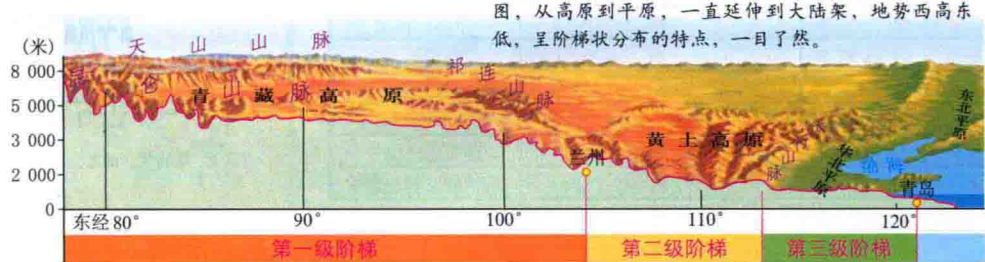 图，从高原到平原，一直延伸到大陆架，地势西高东
低，呈阶梯状分布的特点，一目了然。
(米)
8 000
5 000
3 000
2 000
0
天 山 山 脉
昆 仑 山 脉
青 藏 高 原
祁 连 山 脉
兰州
黄 土 高 原
华北平原
渤海
东北平原
青岛
东经 80° 90° 100° 110° 120°
第一级阶梯 第二级阶梯 第三级阶梯